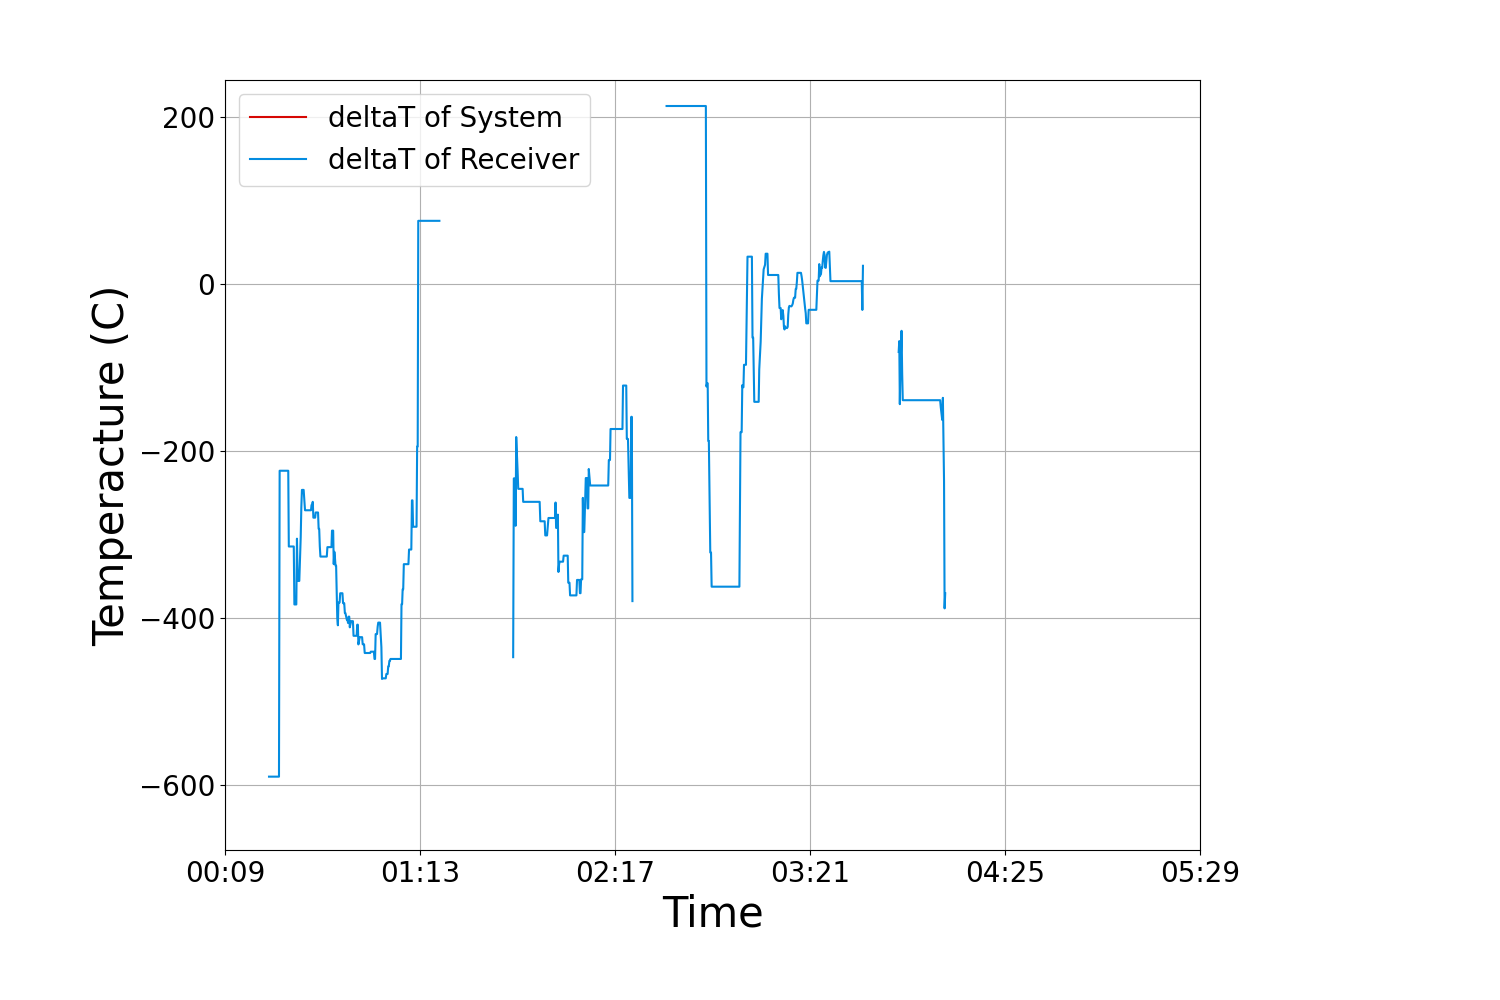 deltaT of System
deltaT of Receiver
200
0
−200
−400
−600
Temperacture (C)
00:09 01:13 02:17 03:21 04:25 05:29
Time